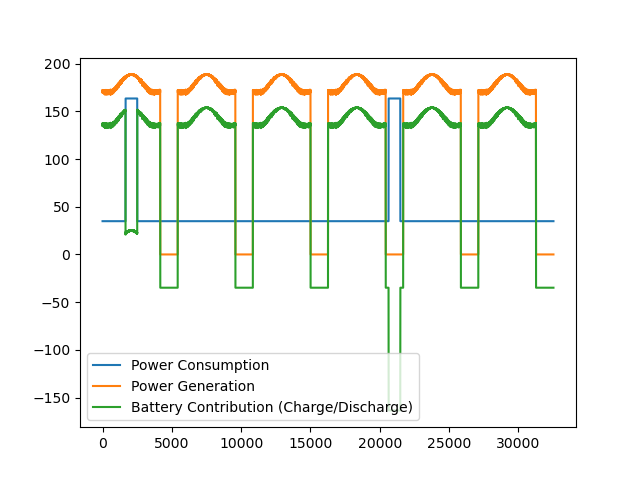 200
150
100
50
0
−50
−100
−150
Power Consumption
Power Generation
Battery Contribution (Charge/Discharge)
0 5000 10000 15000 20000 25000 30000